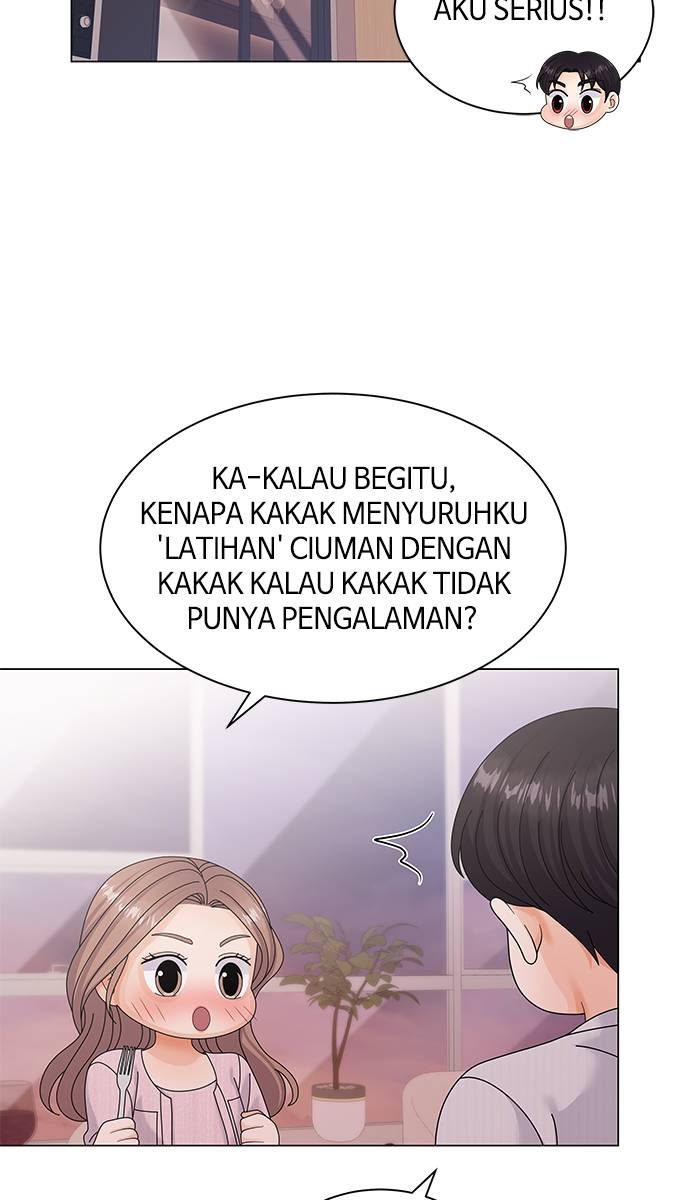 AKU SERIUS!!
KA-KALAU BEGITU,
KENAPA KAKAK MENYURUHKU
'LATIHAN' CIUMAN DENGAN
KAKAK KALAU KAKAK TIDAK
PUNYA PENGALAMAN?